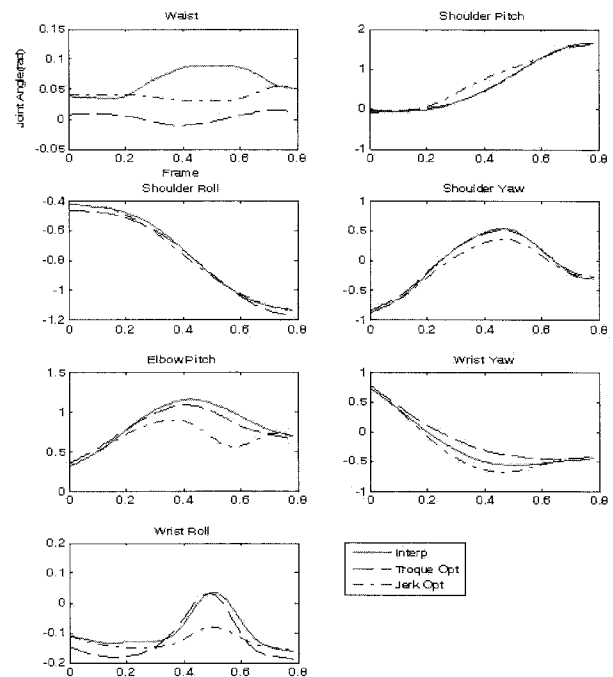 Waist
Shoulder Pitch
0.15
0.1
0.05
0
-0.05
Joint Angle(rad)
0 0.2 0.4 0.6 0.8
Frame
2
1
0
-1
0 0.2 0.4 0.6 0.8
Shoulder Roll
Shoulder Yaw
-0.4
-0.6
-0.8
-1
-1.2
0 0.2 0.4 0.6 0.8
1
0.5
0
-0.5
-1
0 0.2 0.4 0.6 0.8
Elbow Pitch
Wrist Yaw
1.5
1
0.5
0
0 0.2 0.4 0.6 0.8
1
0.5
0
-0.5
-1
0 0.2 0.4 0.6 0.8
Wrist Roll
0.2
0.1
0
-0.1
-0.2
0 0.2 0.4 0.6 0.8
Interp
Troque Opt
Jerk Opt